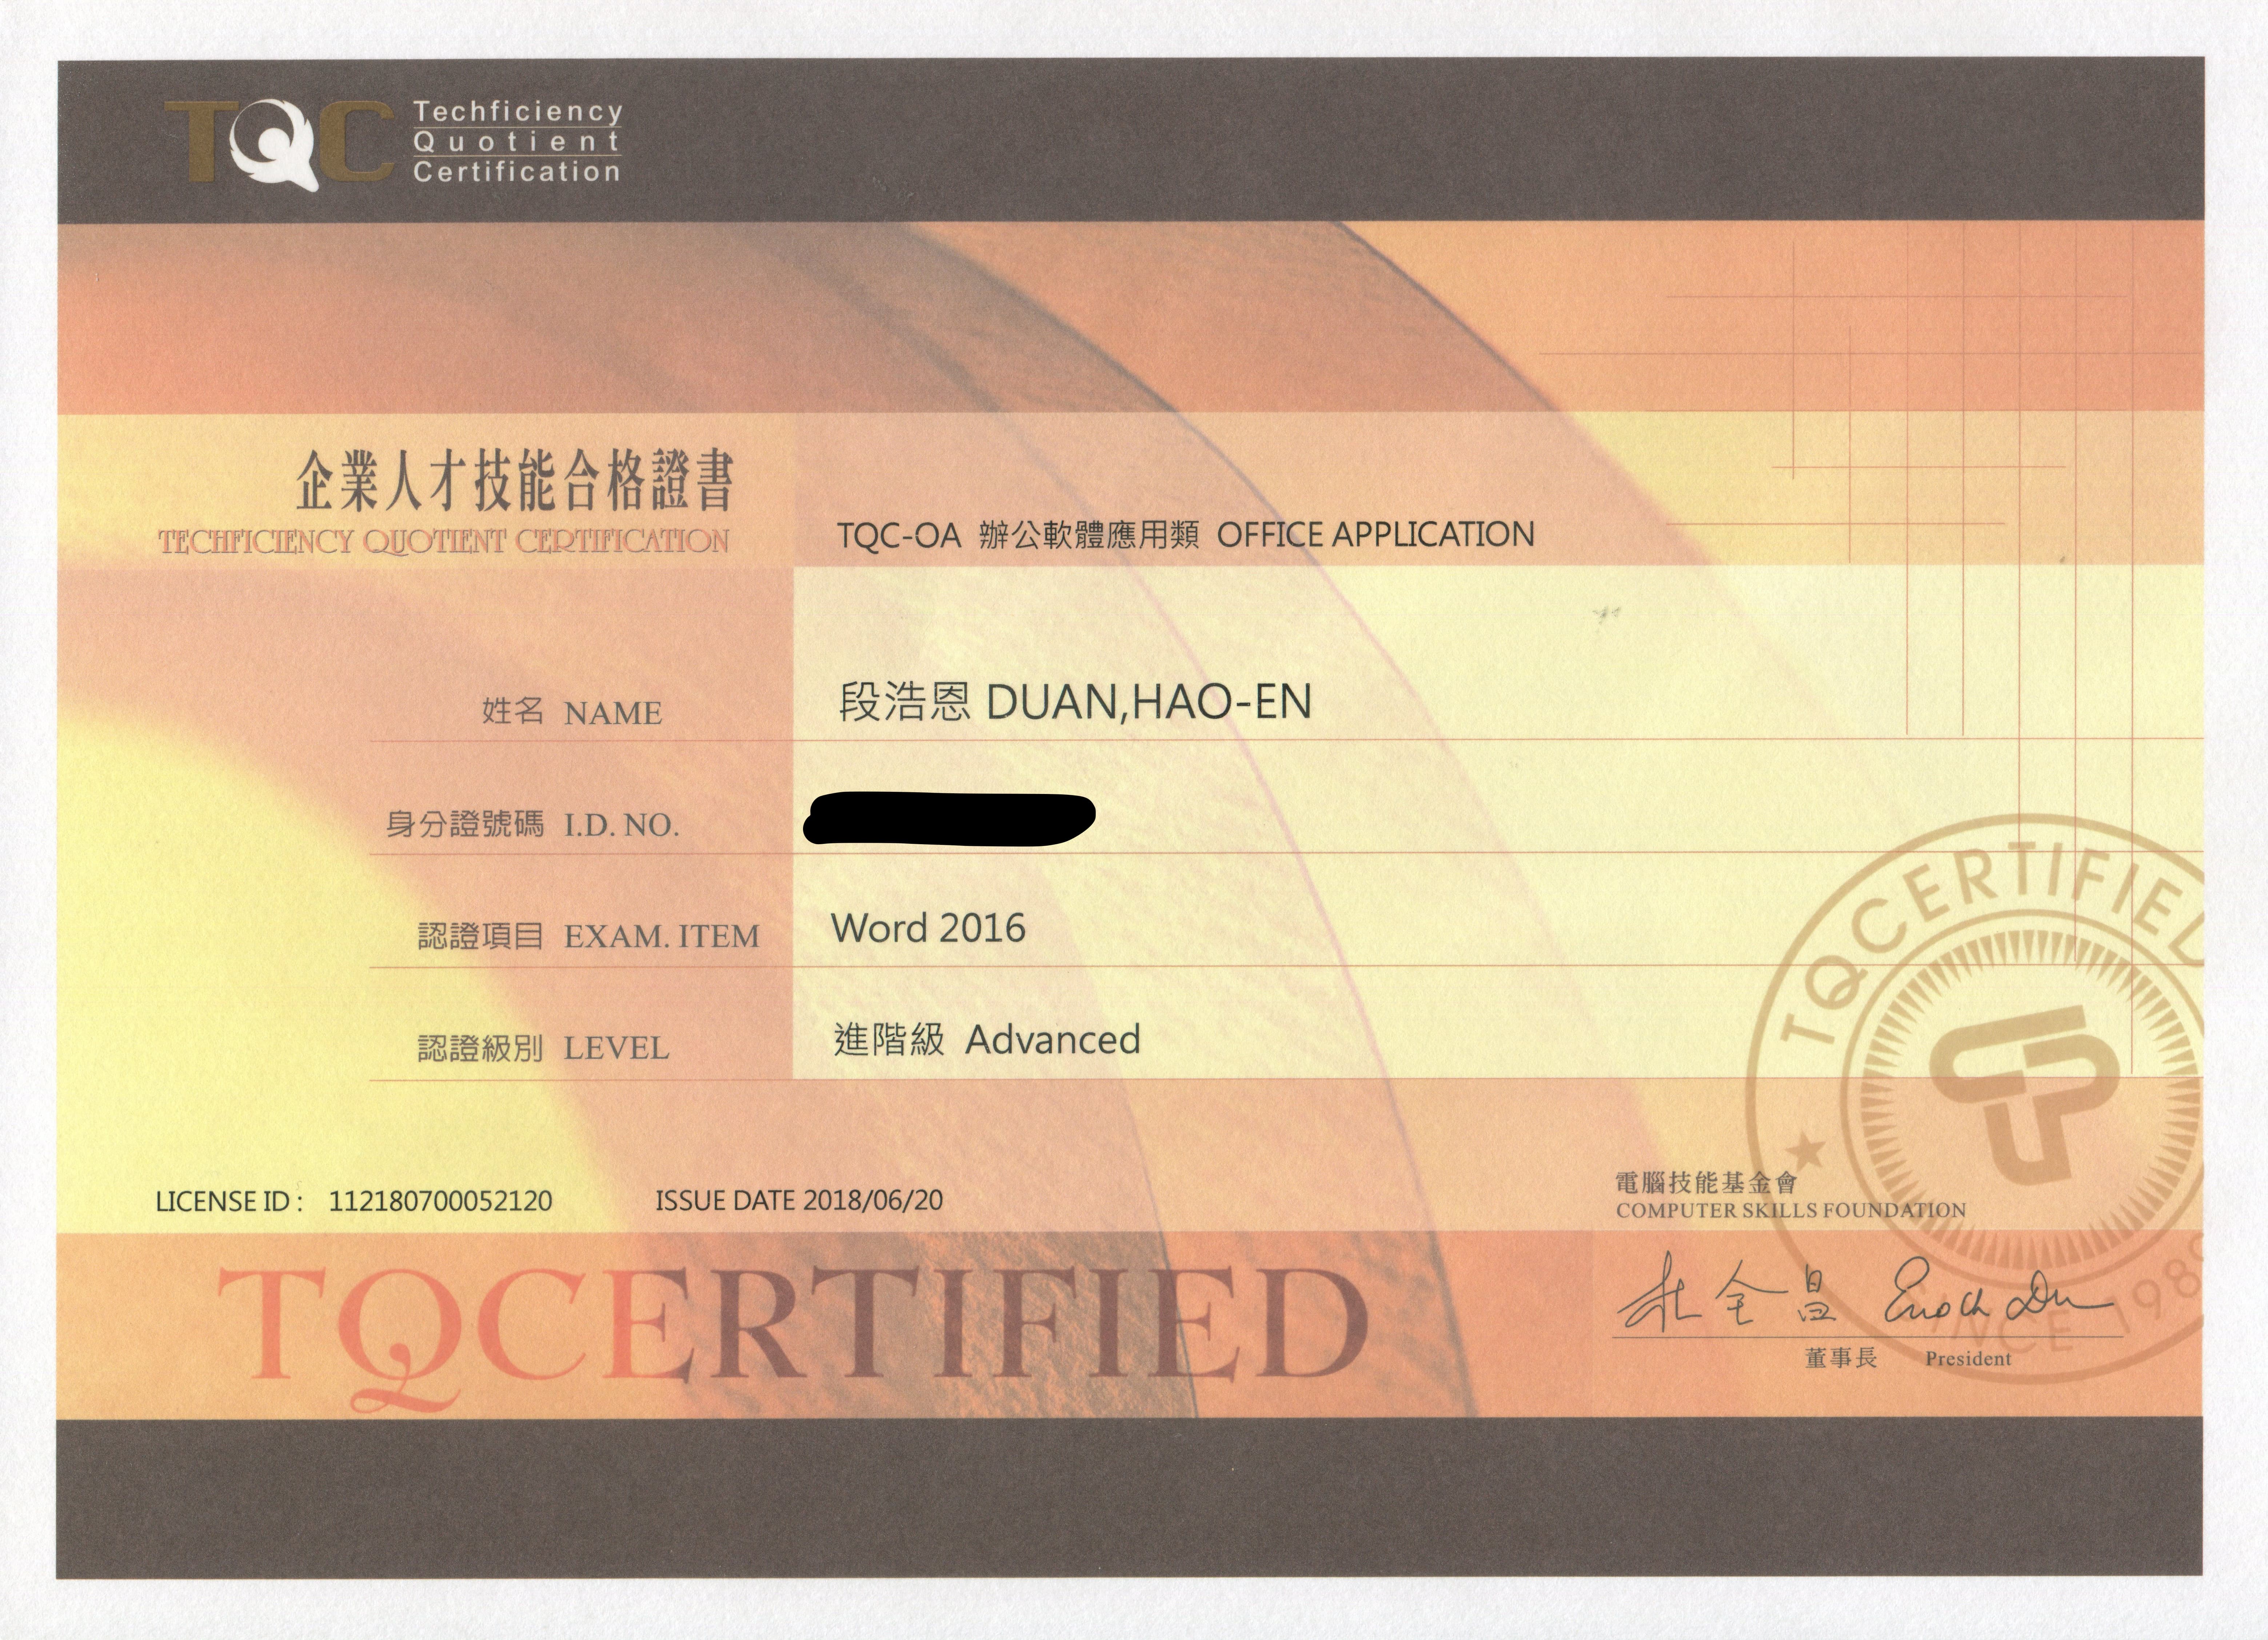 TQC
Techficiency
Quotient
Certification
企業人才技能合格證書
TECHFICIENCY QUOTIENT CERTIFICATION
TQC-OA 辦公軟體應用類 OFFICE APPLICATION
姓名 NAME 段浩恩 DUAN,HAO-EN
身分證號碼 I.D. NO.
認證項目 EXAM. ITEM Word 2016
認證級別 LEVEL 進階級 Advanced
TQCERTIFIED
SINCE 1989
LICENSE ID : 112180700052120 ISSUE DATE 2018/06/20
電腦技能基金會
COMPUTER SKILLS FOUNDATION
杜全昌 Enoch Du
董事長 President
TQCERTIFIED